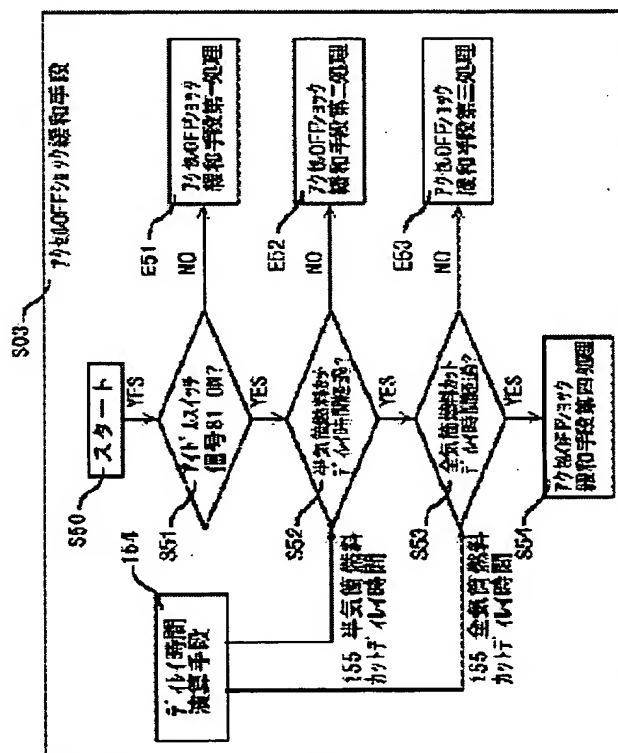 S03 アクセルOFFショック緩和手段
S50
スタート
YES
S51
アイドルスイッチ
信号81 ON?
NO
E51
アクセルOFFショック
緩和手段第一処理
YES
154
ディレイ時間
演算手段
S52
半気筒燃料カット
ディレイ時間経過?
NO
E52
アクセルOFFショック
緩和手段第二処理
155 半気筒燃料
カットディレイ時間
YES
S53
全気筒燃料カット
ディレイ時間経過?
NO
E53
アクセルOFFショック
緩和手段第三処理
155 全気筒燃料
カットディレイ時間
YES
S54
アクセルOFFショック
緩和手段第四処理